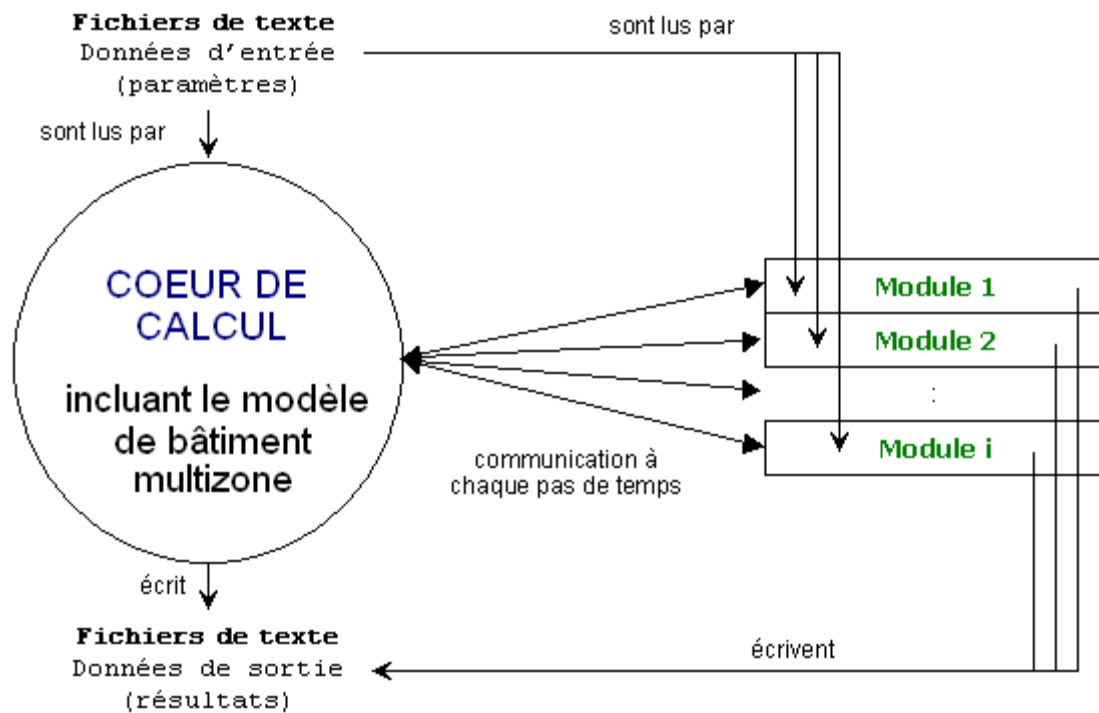 Fichiers de texte
Données d'entrée
(paramètres)
sont lus par
sont lus par
COEUR DE
CALCUL
incluant le modèle
de bâtiment
multizone
Module 1
Module 2
:
Module i
communication à
chaque pas de temps
écrit
Fichiers de texte
Données de sortie
(résultats)
écrivent